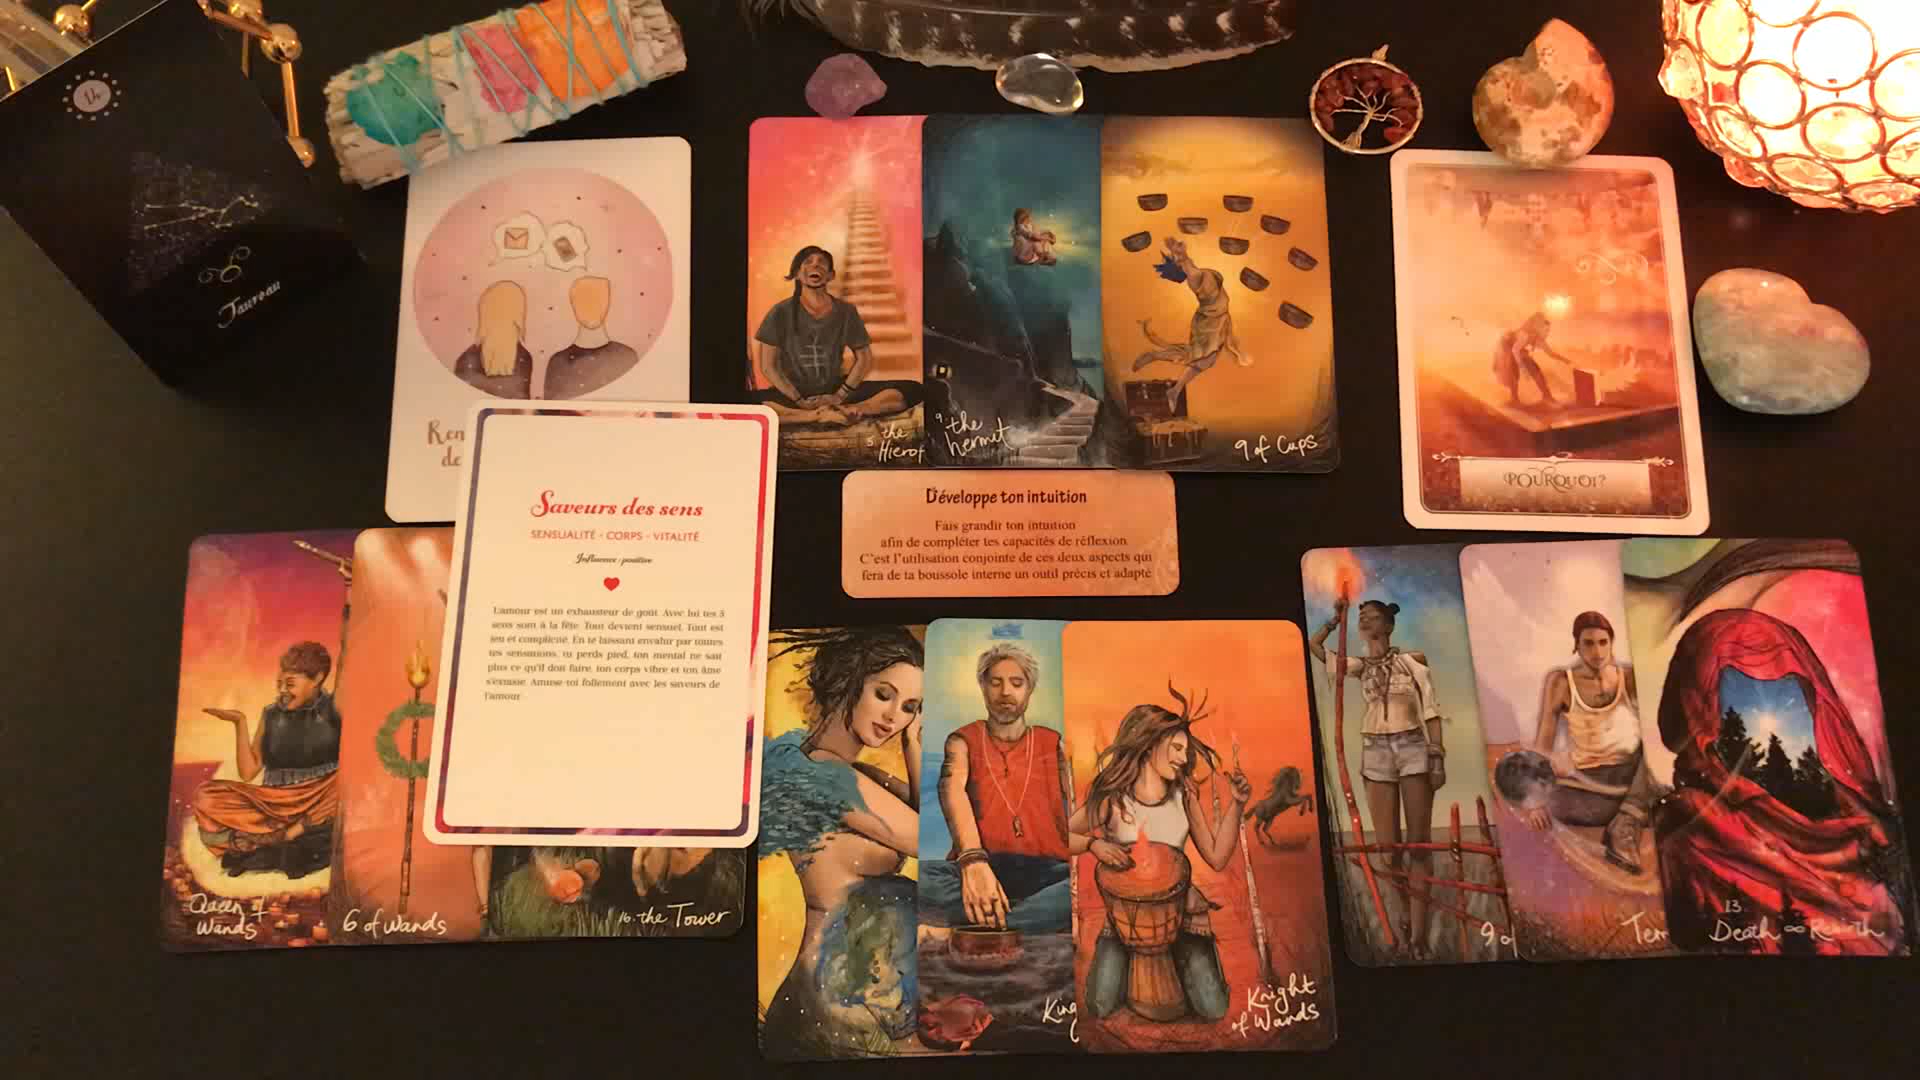 Taureau
Ren
de
5 the
Hierof
9 the
hermit
9 of Cups
POURQUOI?
Développe ton intuition
Fais grandir ton intuition
afin de compléter tes capacités de réflexion.
C'est l'utilisation conjointe de ces deux aspects qui
fera de ta boussole interne un outil précis et adapté
Saveurs des sens
SENSUALITÉ - CORPS - VITALITÉ
Influence : positive
L'amour est un exhausteur de goût. Avec lui tes 5
sens sont à la fête. Tout devient sensuel. Tout est
jeu et complicité. En te laissant envahir par toutes
tes sensations, tu perds pied, ton mental ne sait
plus ce qu'il doit faire, ton corps vibre et ton âme
s'extasie. Amuse-toi follement avec les saveurs de
l'amour.
Queen of
Wands
6 of Wands
16. the Tower
King
Knight
of Wands
9 of
Tem
13
Death ∞ Rebirth